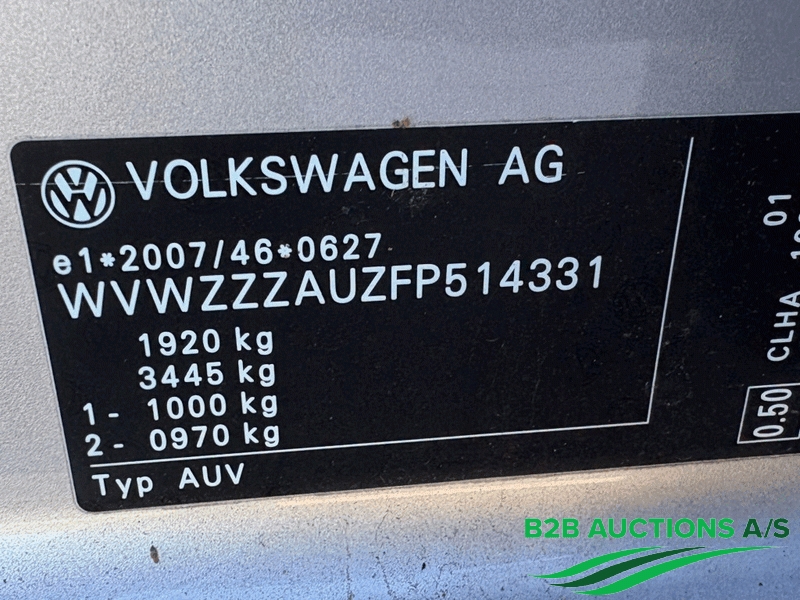 VOLKSWAGEN AG
e1*2007/46*0627
WVWZZZAUZFP514331
1920 kg
3445 kg
1- 1000 kg
2- 0970 kg
Typ AUV
01
CLHA
0.50
B2B AUCTIONS A/S